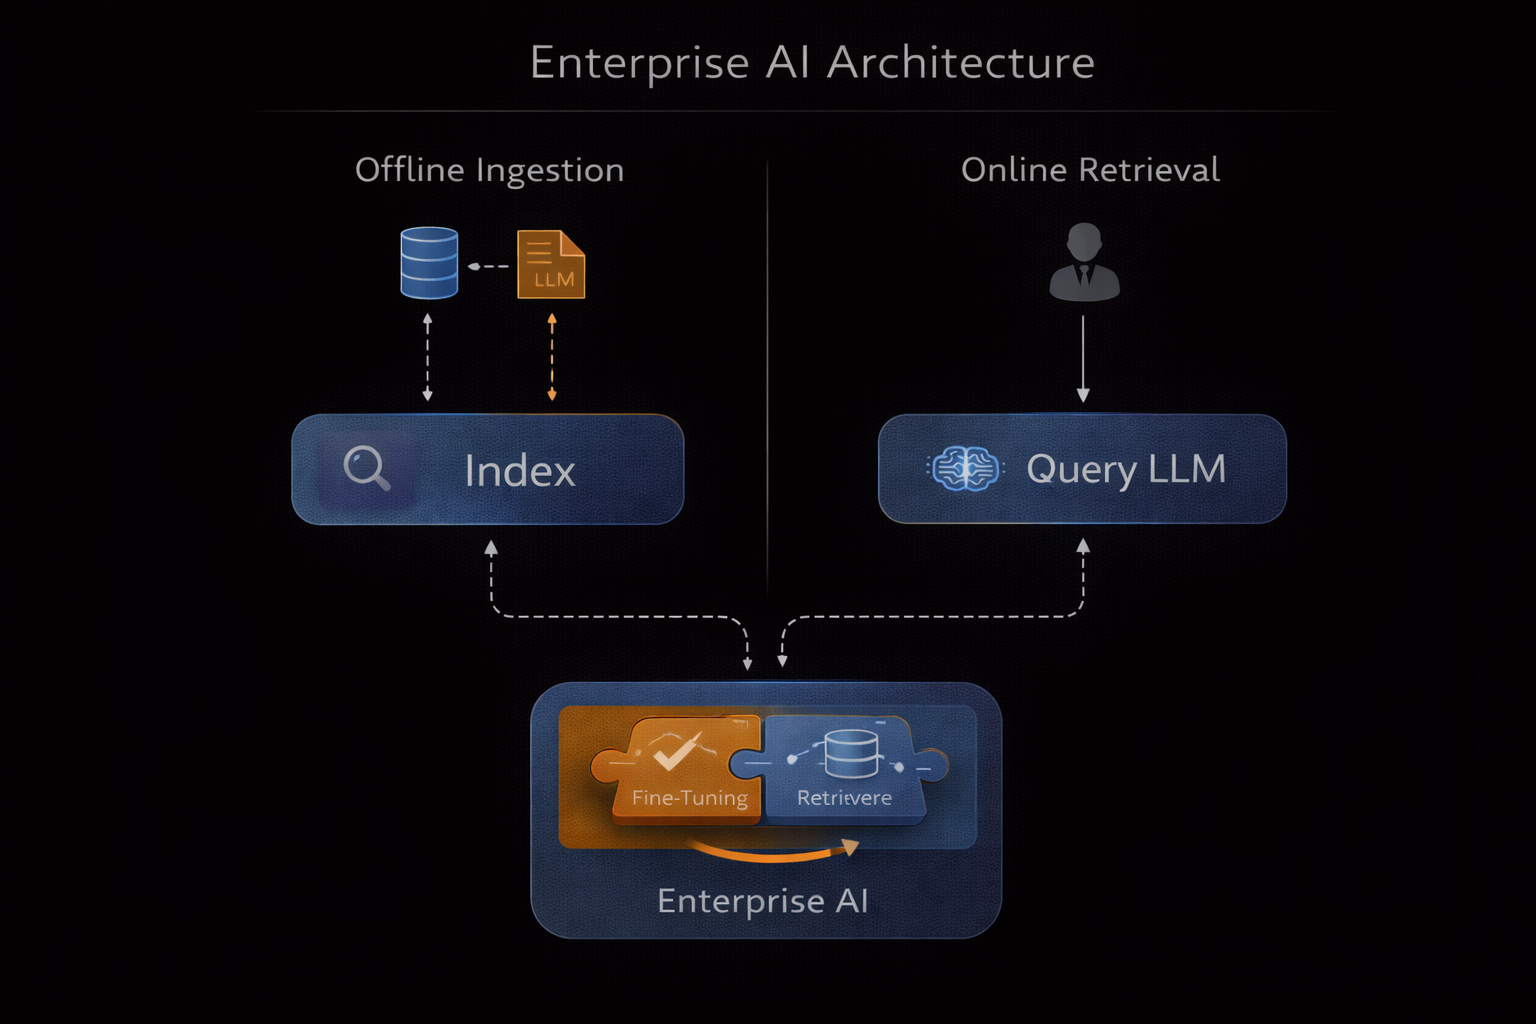 Enterprise AI Architecture
Offline Ingestion
Online Retrieval
LLM
Index
Query LLM
Fine-Tuning
Retrievere
Enterprise AI